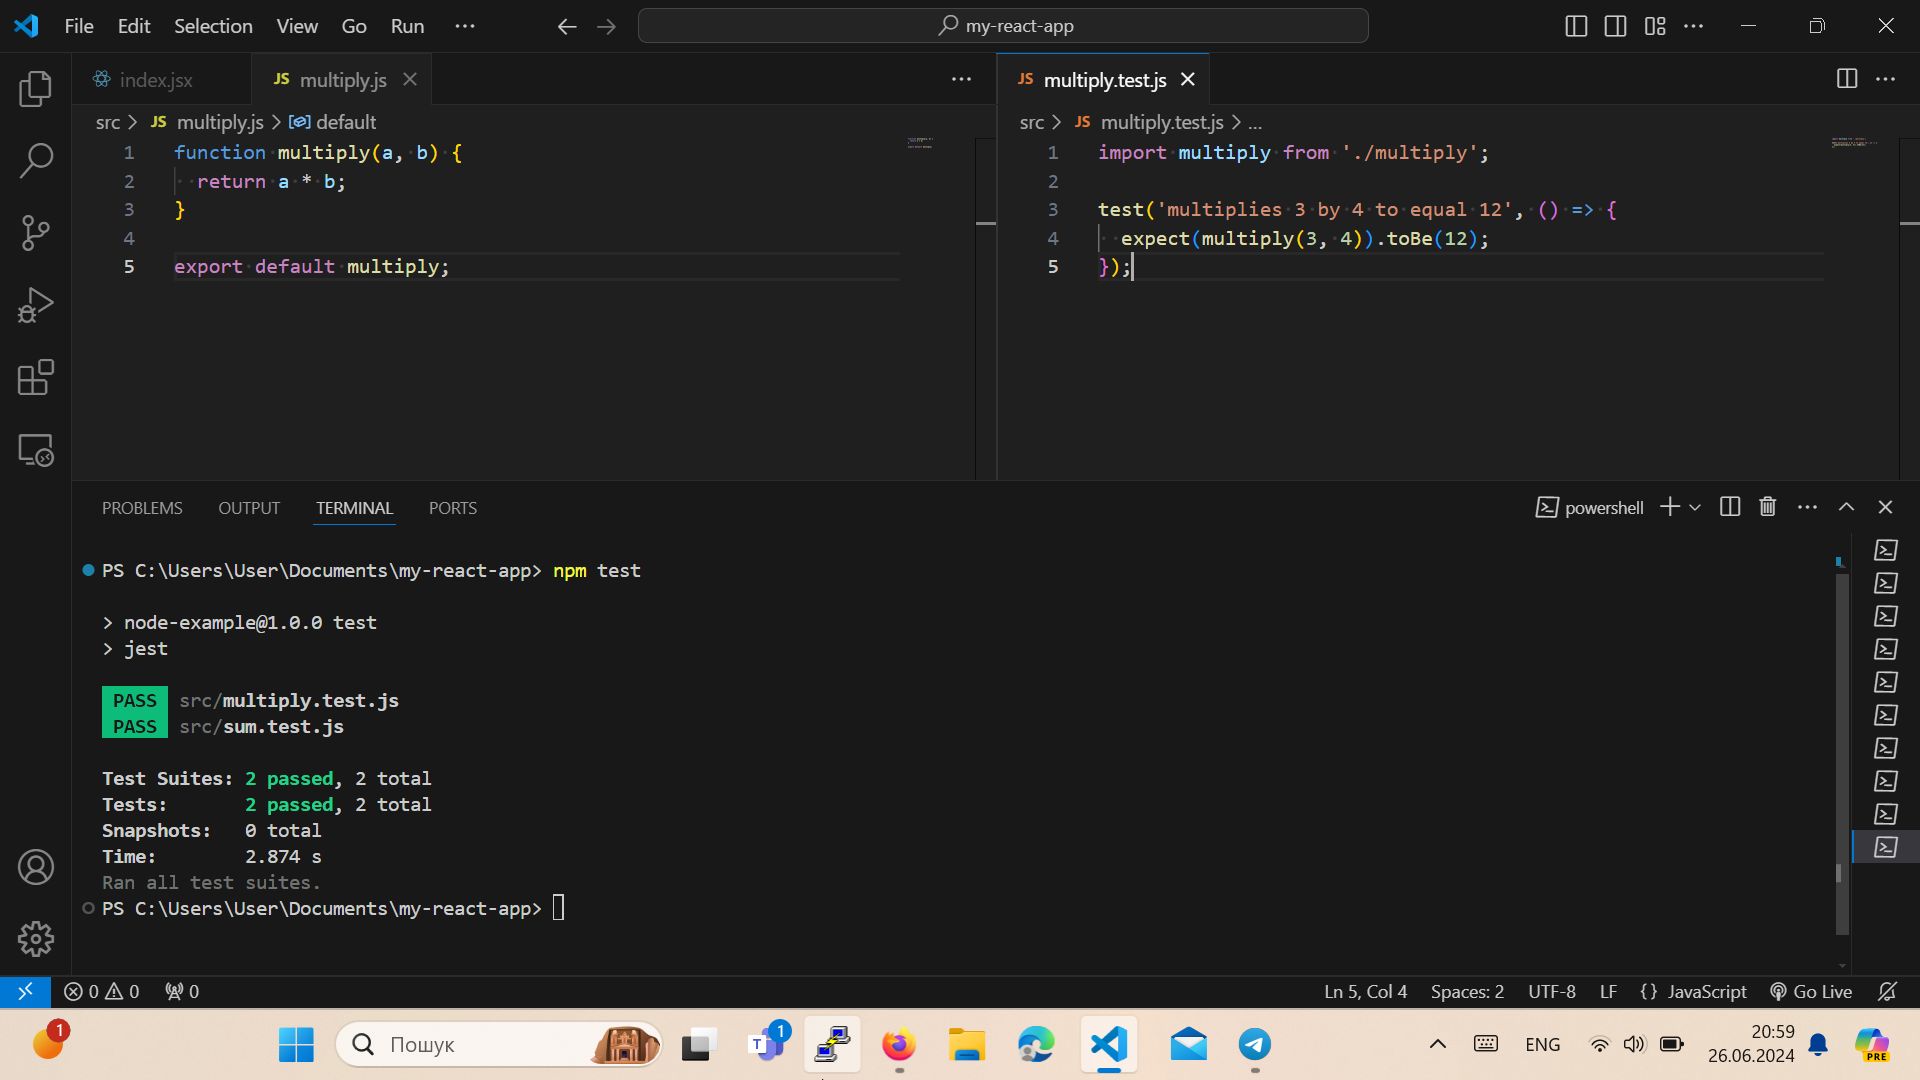 File Edit Selection View Go Run ···
my-react-app
index.jsx
JS multiply.js
src > JS multiply.js > default
1 function multiply(a, b) {
2 return a * b;
3 }
4
5 export default multiply;
JS multiply.test.js
src > JS multiply.test.js > ...
1 import multiply from './multiply';
2
3 test('multiplies 3 by 4 to equal 12', () => {
4 expect(multiply(3, 4)).toBe(12);
5 });
PROBLEMS OUTPUT TERMINAL PORTS
powershell
PS C:\Users\User\Documents\my-react-app> npm test
> node-example@1.0.0 test
> jest
PASS src/multiply.test.js
PASS src/sum.test.js
Test Suites: 2 passed, 2 total
Tests: 2 passed, 2 total
Snapshots: 0 total
Time: 2.874 s
Ran all test suites.
PS C:\Users\User\Documents\my-react-app>
0 0 0
Ln 5, Col 4 Spaces: 2 UTF-8 LF {} JavaScript Go Live
1
Пошук
T 1
ENG
20:59
26.06.2024
PRE